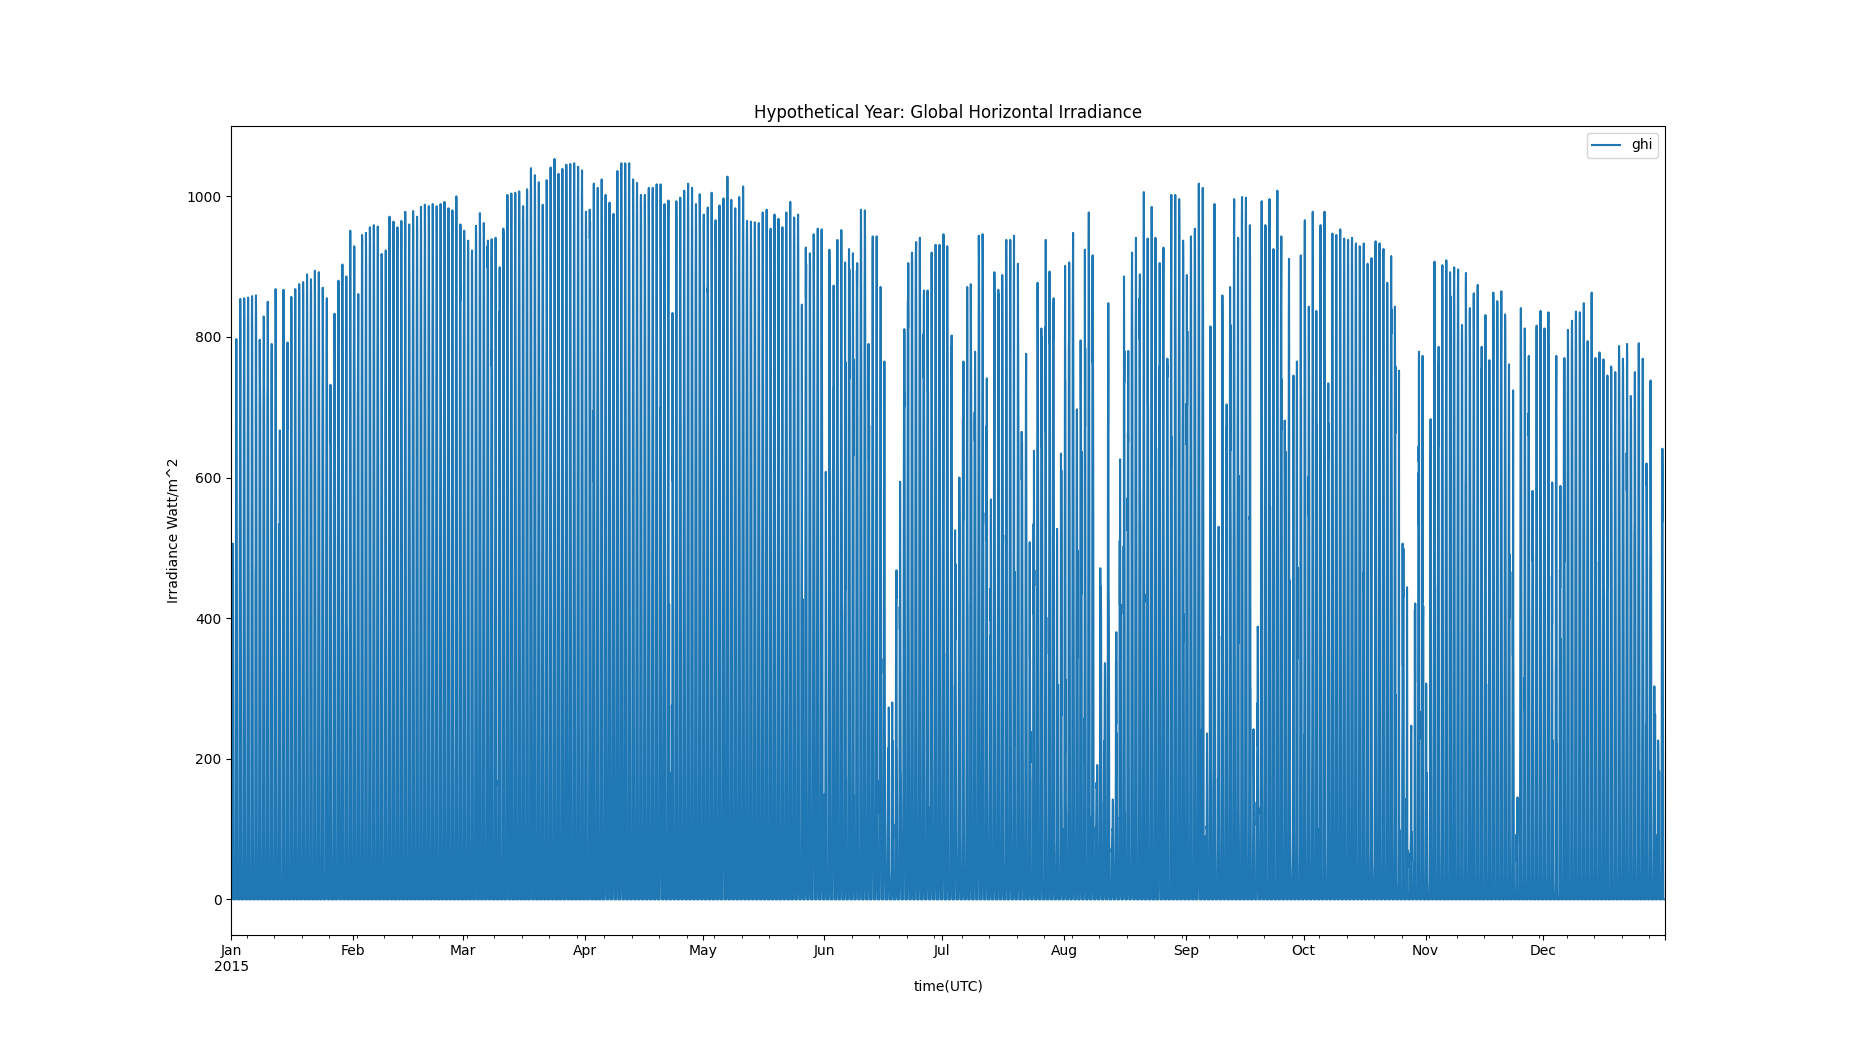 Hypothetical Year: Global Horizontal Irradiance
ghi
1000
800
600
400
200
0
Irradiance Watt/m^2
Jan Feb Mar Apr May Jun Jul Aug Sep Oct Nov Dec
2015
time(UTC)